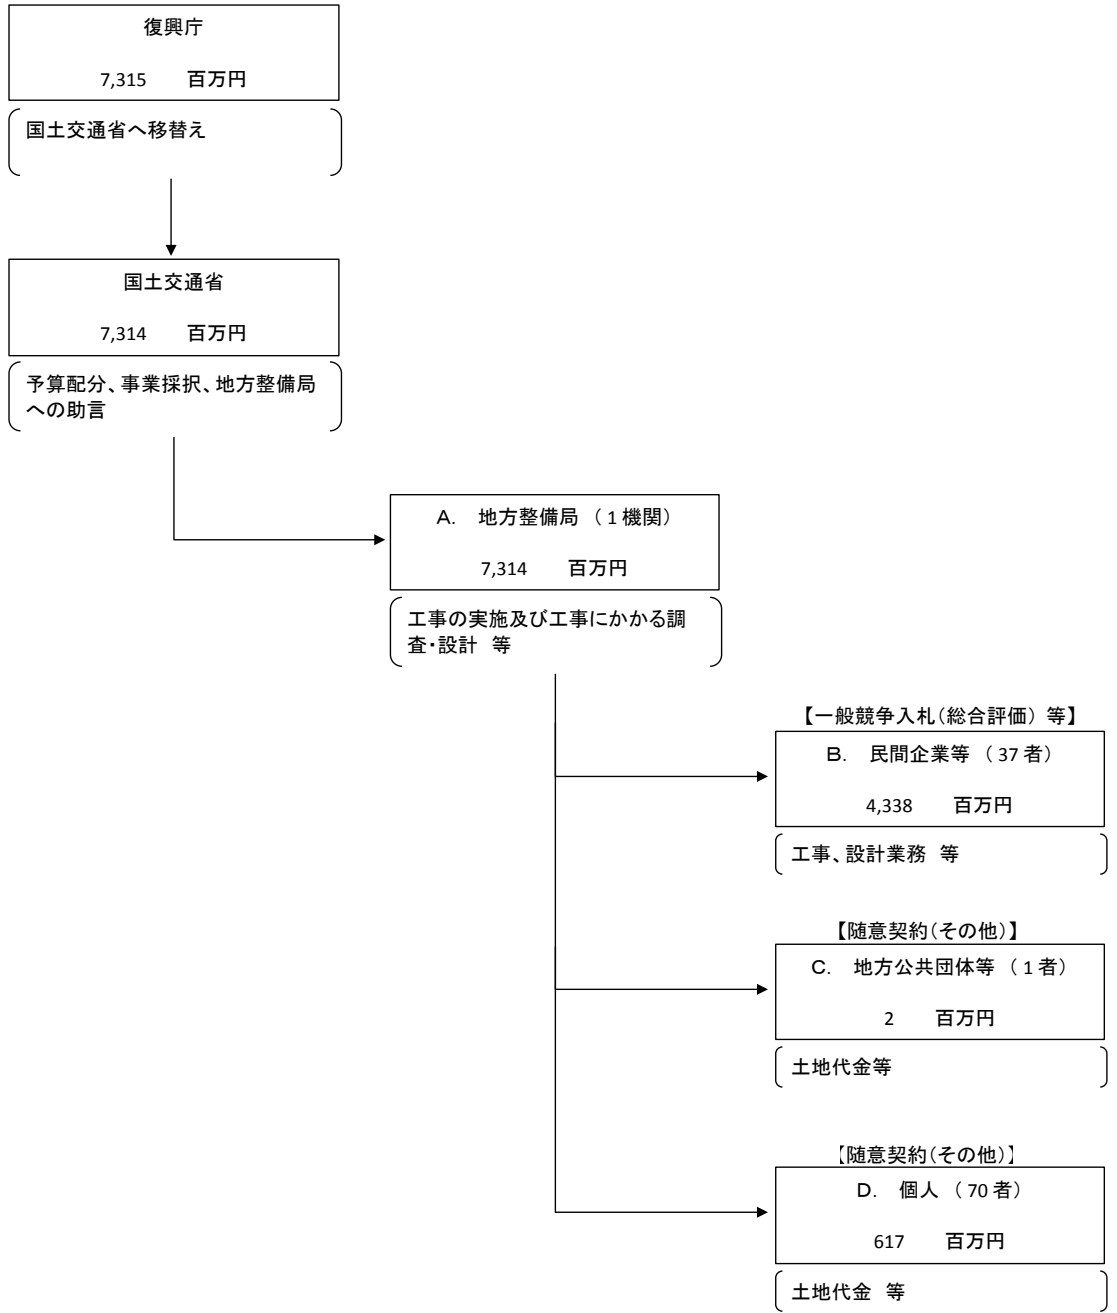 復興庁
7,315 百万円
国土交通省へ移替え
国土交通省
7,314 百万円
予算配分、事業採択、地方整備局
への助言
A. 地方整備局 （ 1 機関）
7,314 百万円
工事の実施及び工事にかかる調
査・設計 等
【一般競争入札（総合評価） 等】
B. 民間企業等 （ 37 者）
4,338 百万円
工事、設計業務 等
【随意契約（その他）】
C. 地方公共団体等 （ 1 者）
2 百万円
土地代金等
【随意契約（その他）】
D. 個人 （ 70 者）
617 百万円
土地代金 等